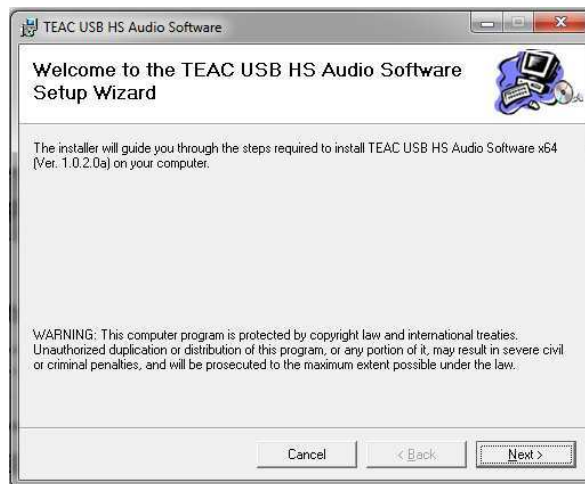 TEAC USB HS Audio Software
Welcome to the TEAC USB HS Audio Software
Setup Wizard
The installer will guide you through the steps required to install TEAC USB HS Audio Software x64
(Ver. 1.0.2.0a) on your computer.
WARNING: This computer program is protected by copyright law and international treaties.
Unauthorized duplication or distribution of this program, or any portion of it, may result in severe civil
or criminal penalties, and will be prosecuted to the maximum extent possible under the law.
Cancel < Back Next >